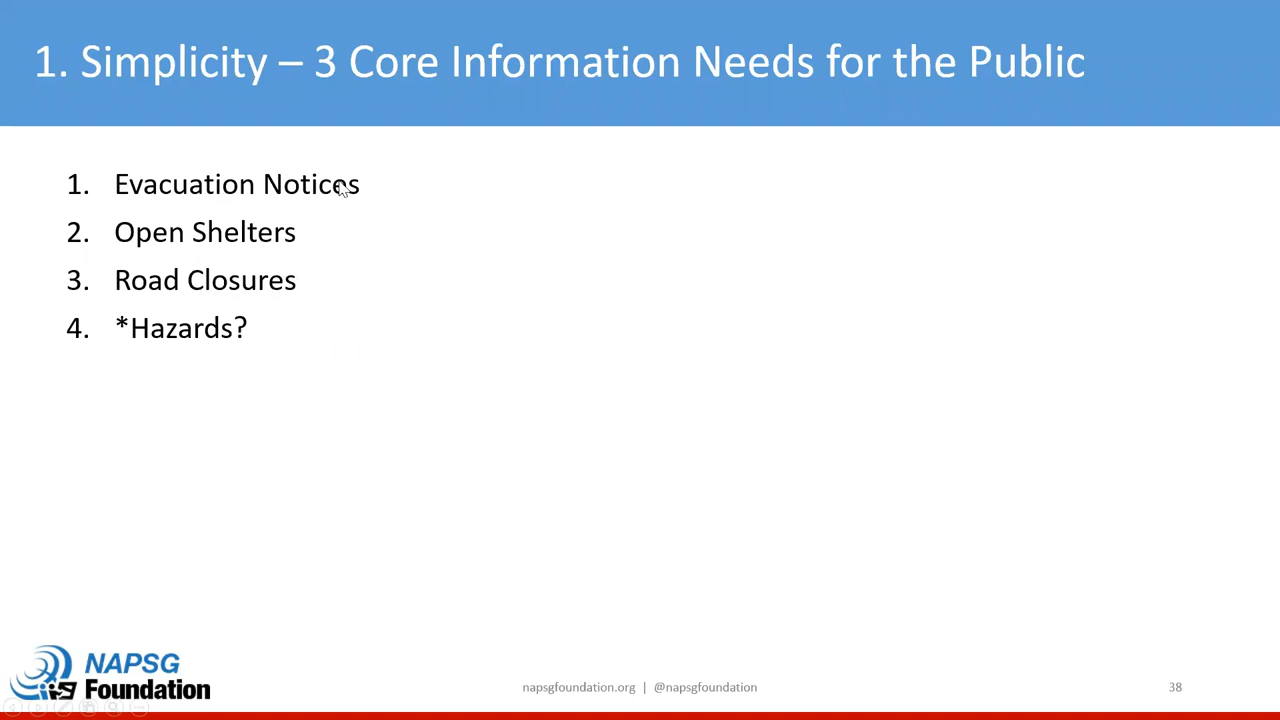 1. Simplicity – 3 Core Information Needs for the Public
1. Evacuation Notices
2. Open Shelters
3. Road Closures
4. *Hazards?
NAPSG
Foundation
napsgfoundation.org | @napsgfoundation
38